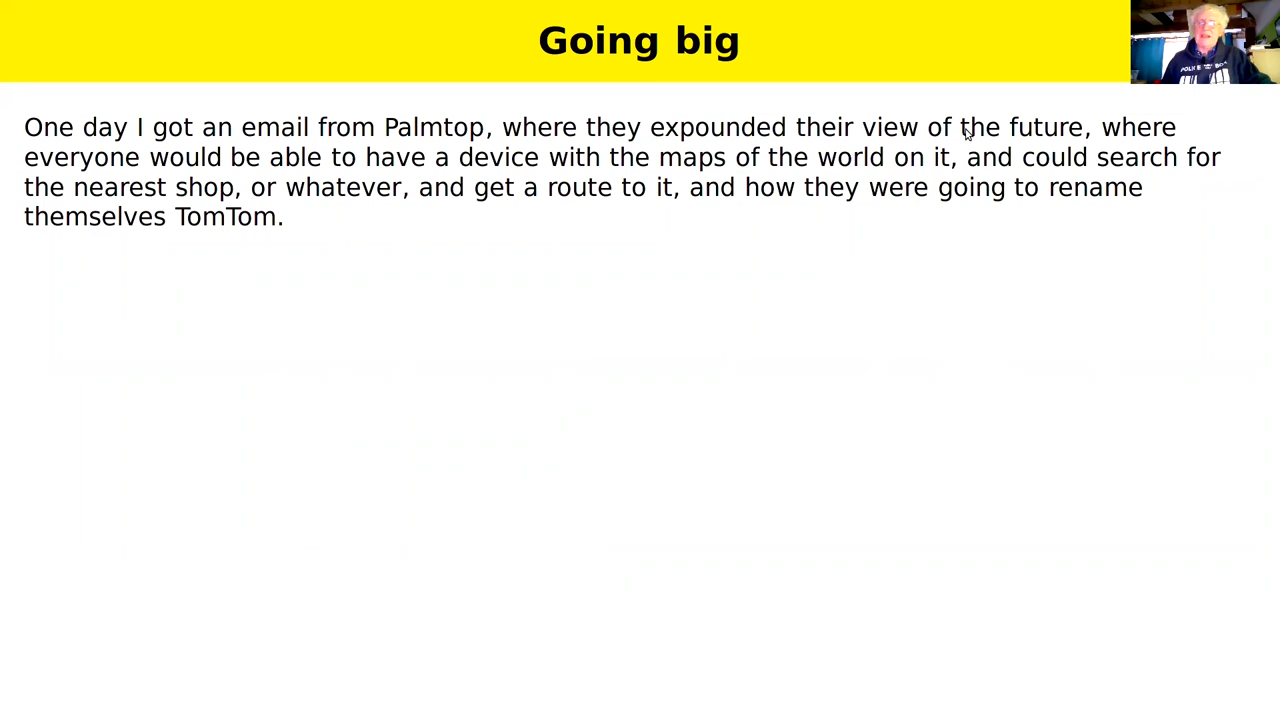 Going big
One day I got an email from Palmtop, where they expounded their view of the future, where
everyone would be able to have a device with the maps of the world on it, and could search for
the nearest shop, or whatever, and get a route to it, and how they were going to rename
themselves TomTom.